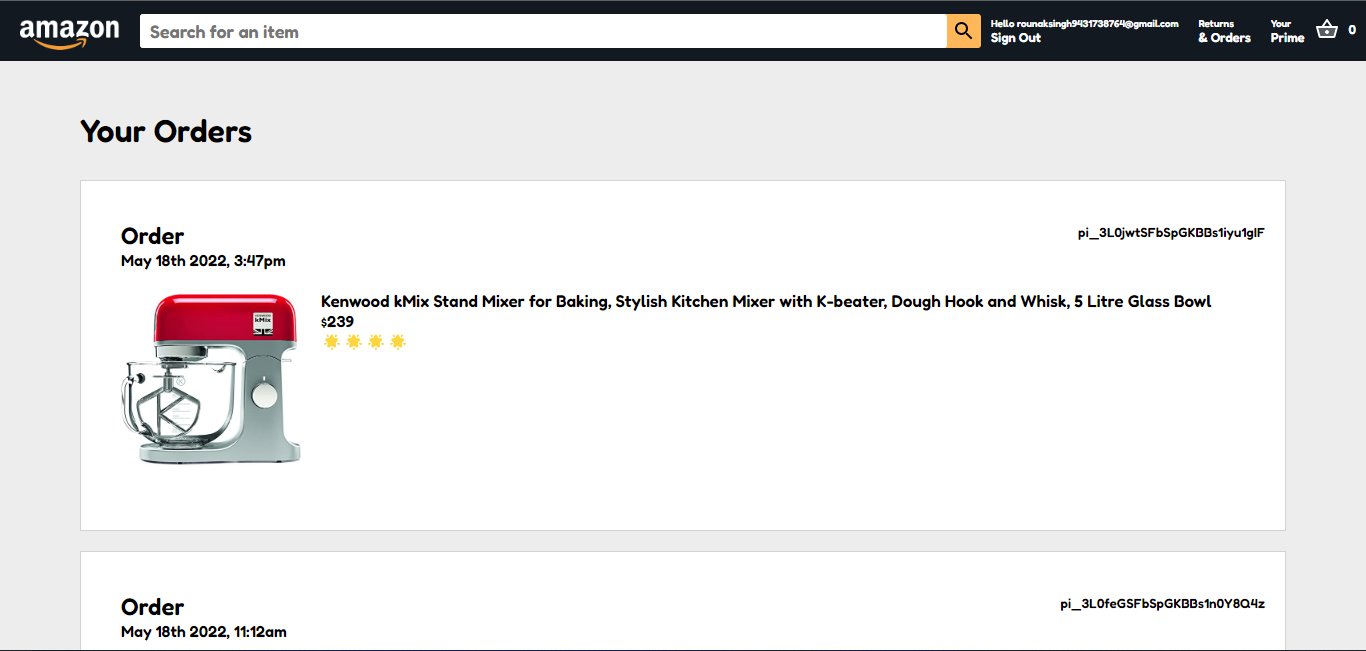 amazon
Search for an item
Hello rounaksingh9431738764@gmail.com
Sign Out
Returns
& Orders
Your
Prime
0
Your Orders
Order
pi_3L0jwtSFbSpGKBBs1iyu1glF
May 18th 2022, 3:47pm
KENWOOD
kMix
Kenwood kMix Stand Mixer for Baking, Stylish Kitchen Mixer with K-beater, Dough Hook and Whisk, 5 Litre Glass Bowl
$239
Order
pi_3L0feGSFbSpGKBBs1n0Y8Q4z
May 18th 2022, 11:12am